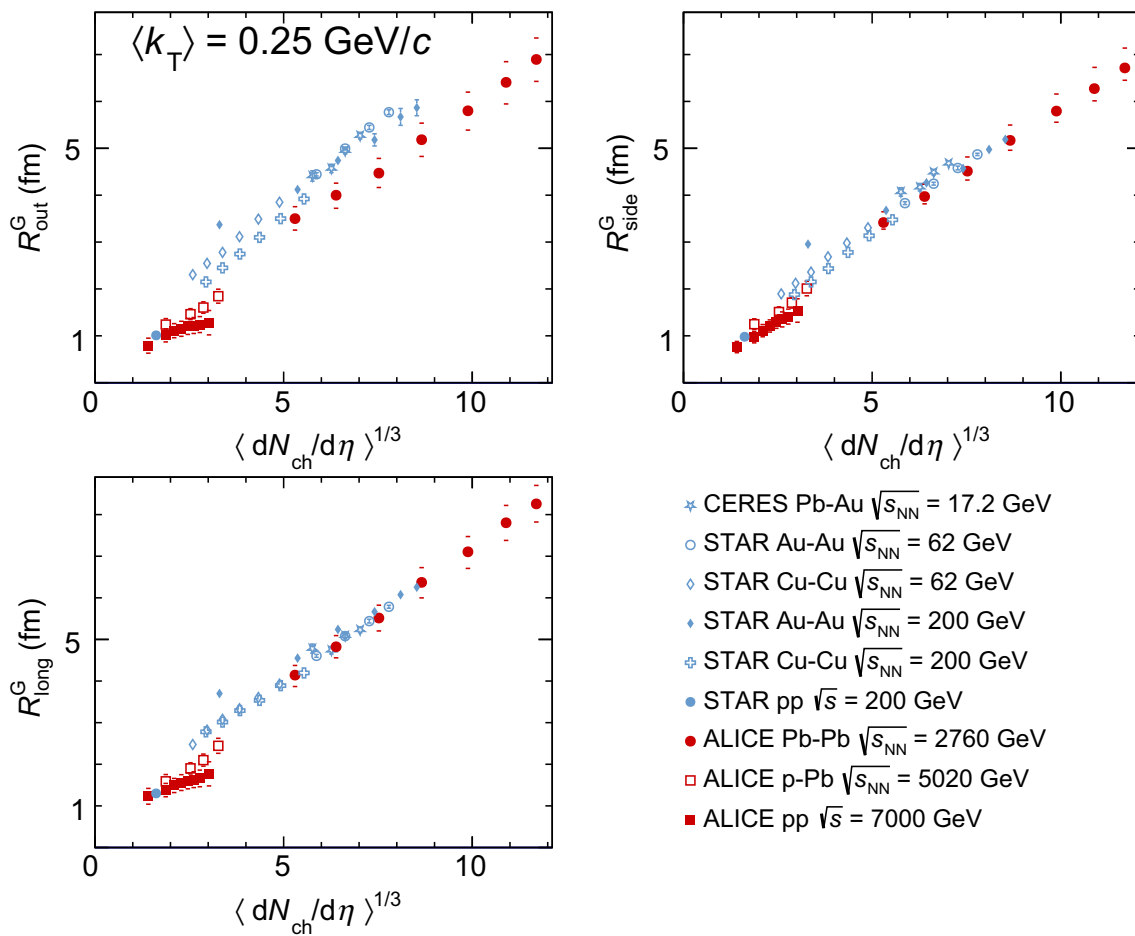 ⟨k_T⟩ = 0.25 GeV/c
R^G_out (fm)
5
1
0 5 10
⟨ dN_ch/dη ⟩^1/3
R^G_side (fm)
5
1
0 5 10
⟨ dN_ch/dη ⟩^1/3
R^G_long (fm)
5
1
0 5 10
⟨ dN_ch/dη ⟩^1/3
CERES Pb-Au √s_NN = 17.2 GeV
STAR Au-Au √s_NN = 62 GeV
STAR Cu-Cu √s_NN = 62 GeV
STAR Au-Au √s_NN = 200 GeV
STAR Cu-Cu √s_NN = 200 GeV
STAR pp √s = 200 GeV
ALICE Pb-Pb √s_NN = 2760 GeV
ALICE p-Pb √s_NN = 5020 GeV
ALICE pp √s = 7000 GeV